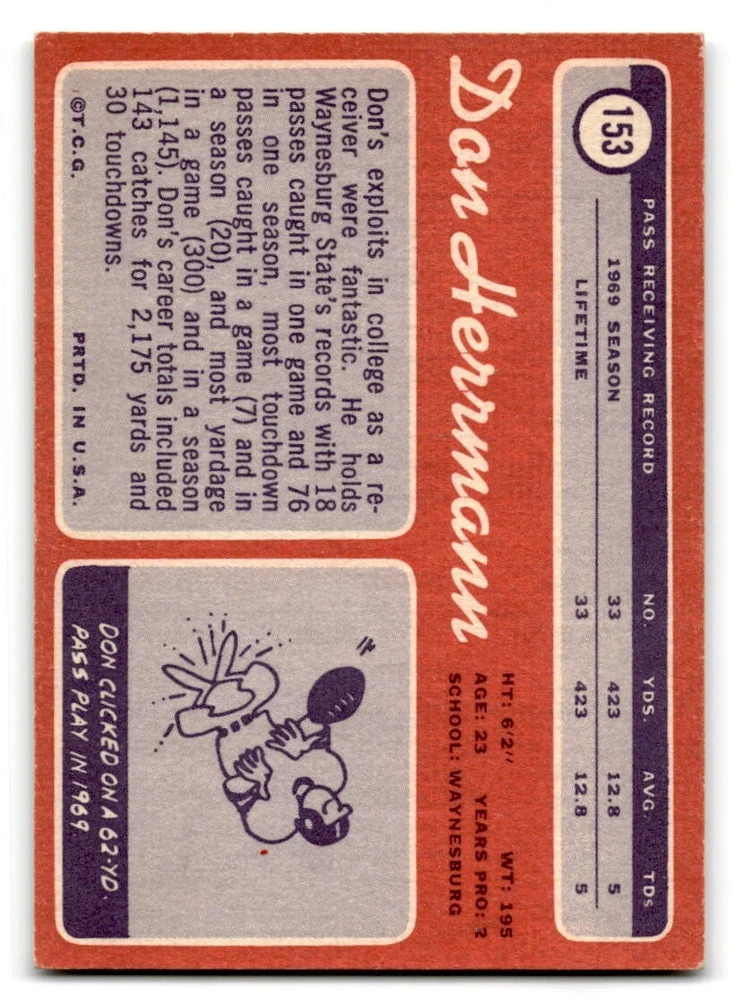 153
PASS RECEIVING RECORD NO. YDS. AVG. TDs
1969 SEASON 33 423 12.8 5
LIFETIME 33 423 12.8 5
Don Herrmann
HT: 6'2" WT: 195
AGE: 23 YEARS PRO: 2
SCHOOL: WAYNESBURG
Don's exploits in college as a re-
ceiver were fantastic. He holds
Waynesburg State's records with 18
passes caught in one game and 76
in one season, most touchdown
passes caught in a game (7) and in
a season (20), and most yardage
in a game (300) and in a season
(1,145). Don's career totals included
143 catches for 2,175 yards and
30 touchdowns.
©T.C.G. PRTD. IN U.S.A.
DON CLICKED ON A 62-YD.
PASS PLAY IN 1969